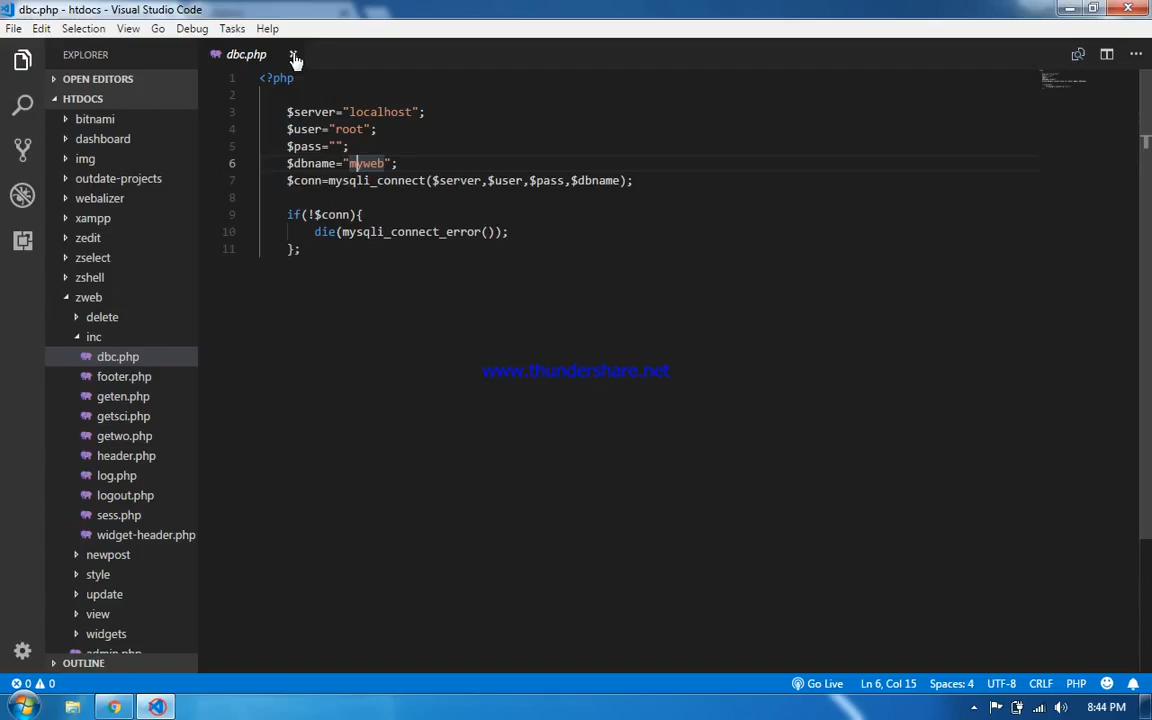 dbc.php - htdocs - Visual Studio Code
File Edit Selection View Go Debug Tasks Help
EXPLORER
OPEN EDITORS
HTDOCS
bitnami
dashboard
img
outdate-projects
webalizer
xampp
zedit
zselect
zshell
zweb
delete
inc
dbc.php
footer.php
geten.php
getsci.php
getwo.php
header.php
log.php
logout.php
sess.php
widget-header.php
newpost
style
update
view
widgets
admin.php
OUTLINE
dbc.php
1 <?php
2
3 $server="localhost";
4 $user="root";
5 $pass="";
6 $dbname="myweb";
7 $conn=mysqli_connect($server,$user,$pass,$dbname);
8
9 if(!$conn){
10 die(mysqli_connect_error());
11 };
www.thundershare.net
0 0 Go Live Ln 6, Col 15 Spaces: 4 UTF-8 CRLF PHP
8:44 PM